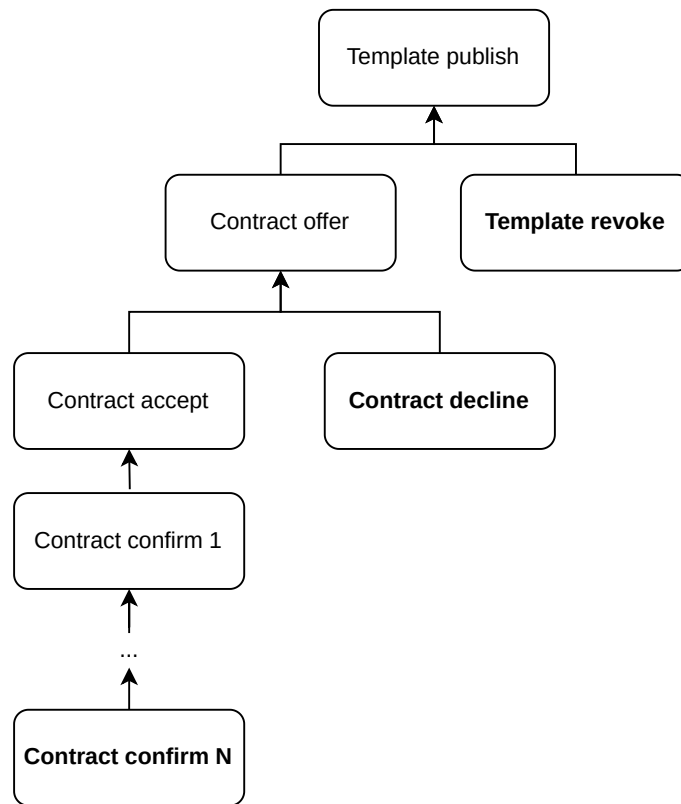 Template publish
Contract offer
Template revoke
Contract accept
Contract decline
Contract confirm 1
...
Contract confirm N